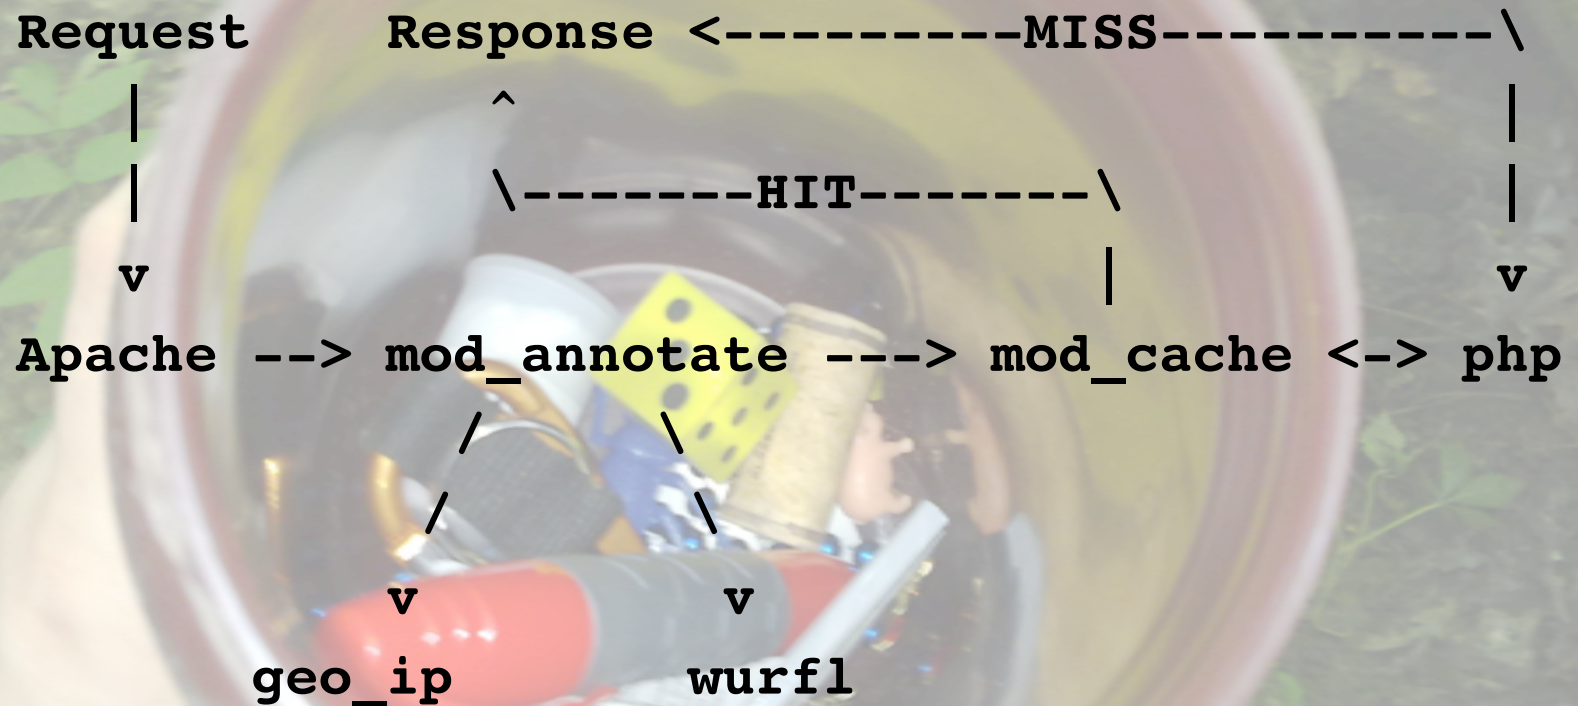 Request    Response <---------MISS----------\
   |          ^                             |
   |          \-------HIT-------\           |
   v                            |           v
Apache --> mod_annotate ---> mod_cache <-> php
             /     \
            /       \
           v         v
       geo_ip       wurfl